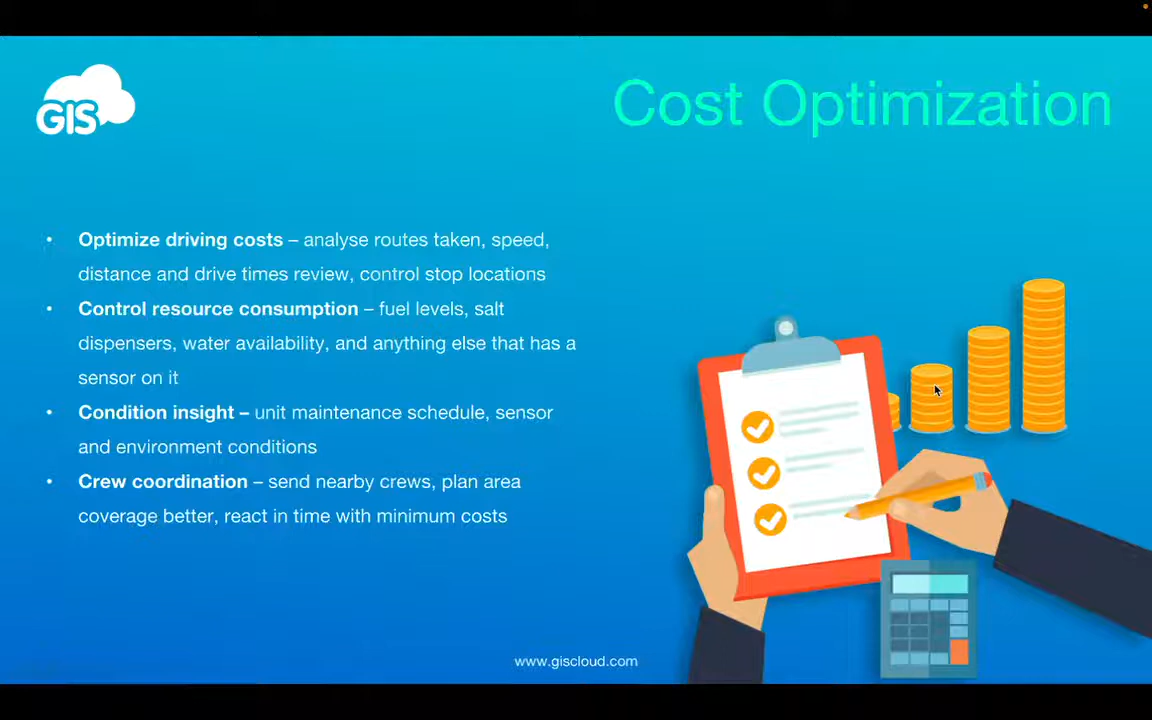 GIS
Cost Optimization
• Optimize driving costs – analyse routes taken, speed,
distance and drive times review, control stop locations
• Control resource consumption – fuel levels, salt
dispensers, water availability, and anything else that has a
sensor on it
• Condition insight – unit maintenance schedule, sensor
and environment conditions
• Crew coordination – send nearby crews, plan area
coverage better, react in time with minimum costs
www.giscloud.com